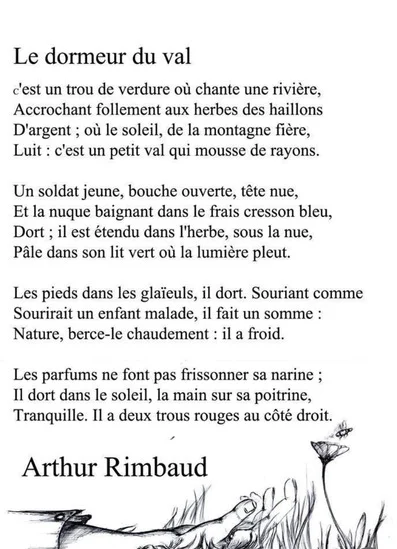 Le dormeur du val
c'est un trou de verdure où chante une rivière,
Accrochant follement aux herbes des haillons
D'argent ; où le soleil, de la montagne fière,
Luit : c'est un petit val qui mousse de rayons.
Un soldat jeune, bouche ouverte, tête nue,
Et la nuque baignant dans le frais cresson bleu,
Dort ; il est étendu dans l'herbe, sous la nue,
Pâle dans son lit vert où la lumière pleut.
Les pieds dans les glaïeuls, il dort. Souriant comme
Sourirait un enfant malade, il fait un somme :
Nature, berce-le chaudement : il a froid.
Les parfums ne font pas frissonner sa narine ;
Il dort dans le soleil, la main sur sa poitrine,
Tranquille. Il a deux trous rouges au côté droit.
Arthur Rimbaud